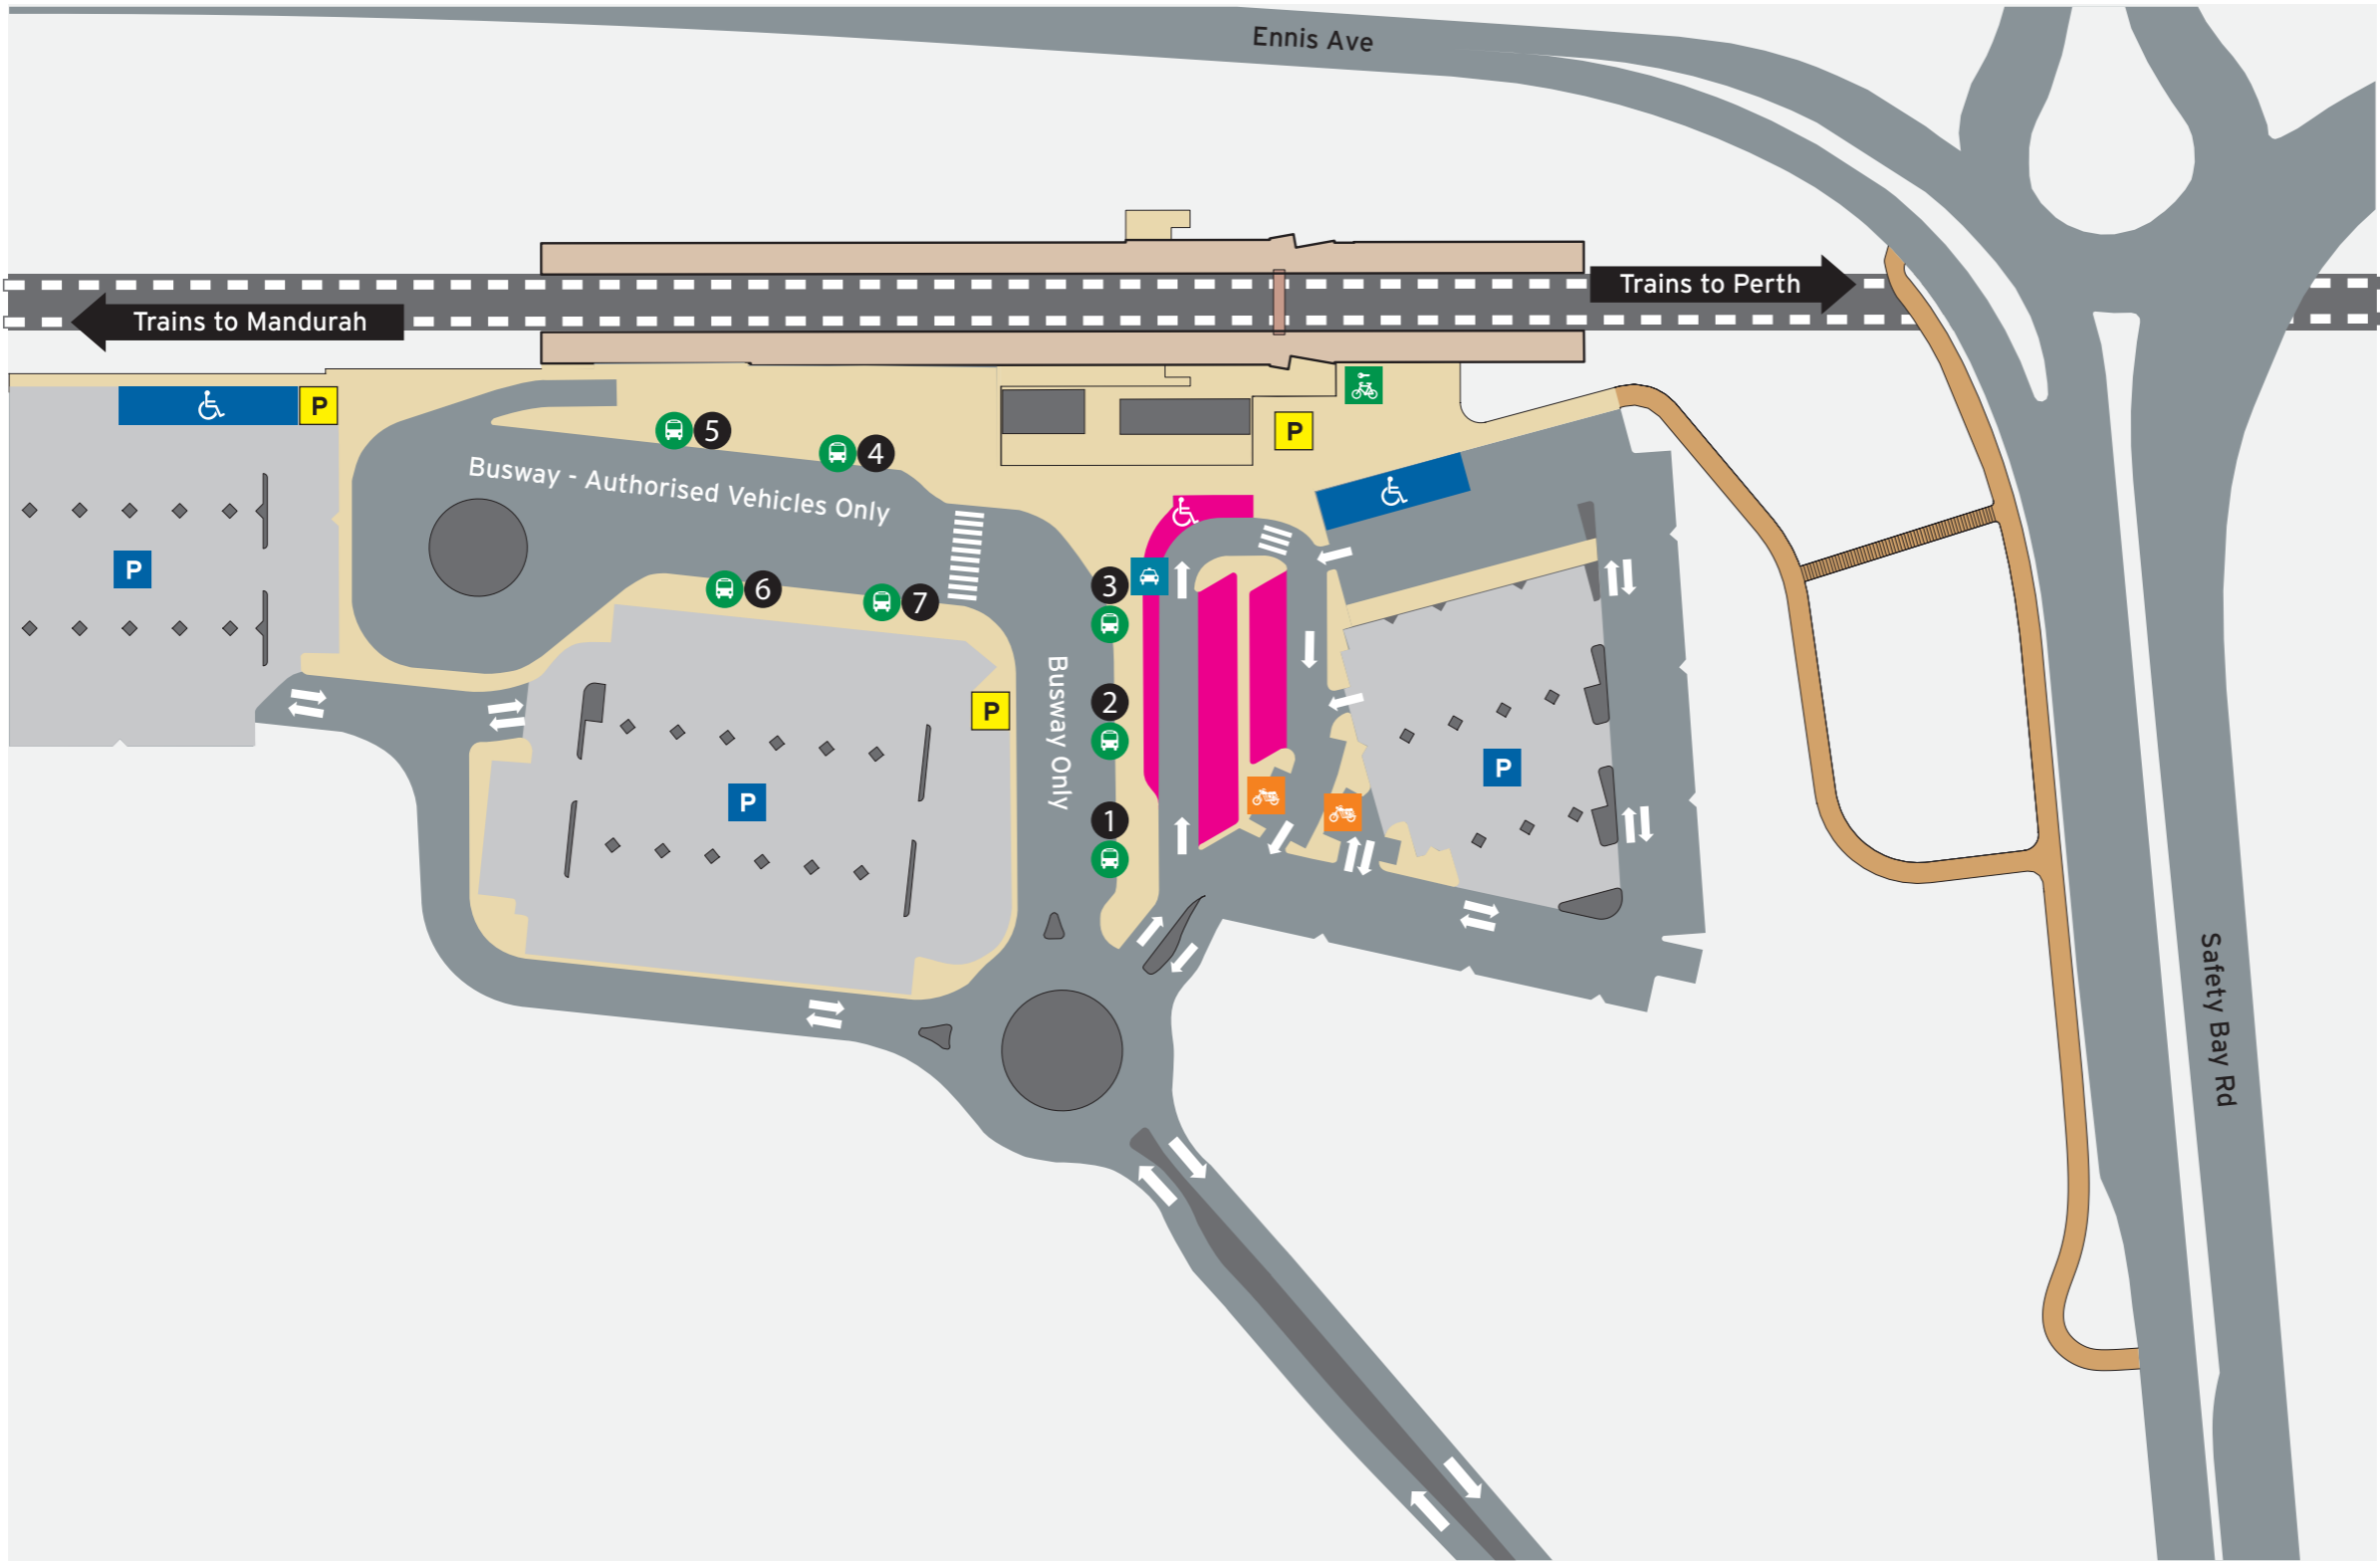 Ennis Ave
Trains to Perth
Trains to Mandurah
P
P
5
4
Busway - Authorised Vehicles Only
P
3
6
7
2
P
Busway Only
P
P
1
Safety Bay Rd